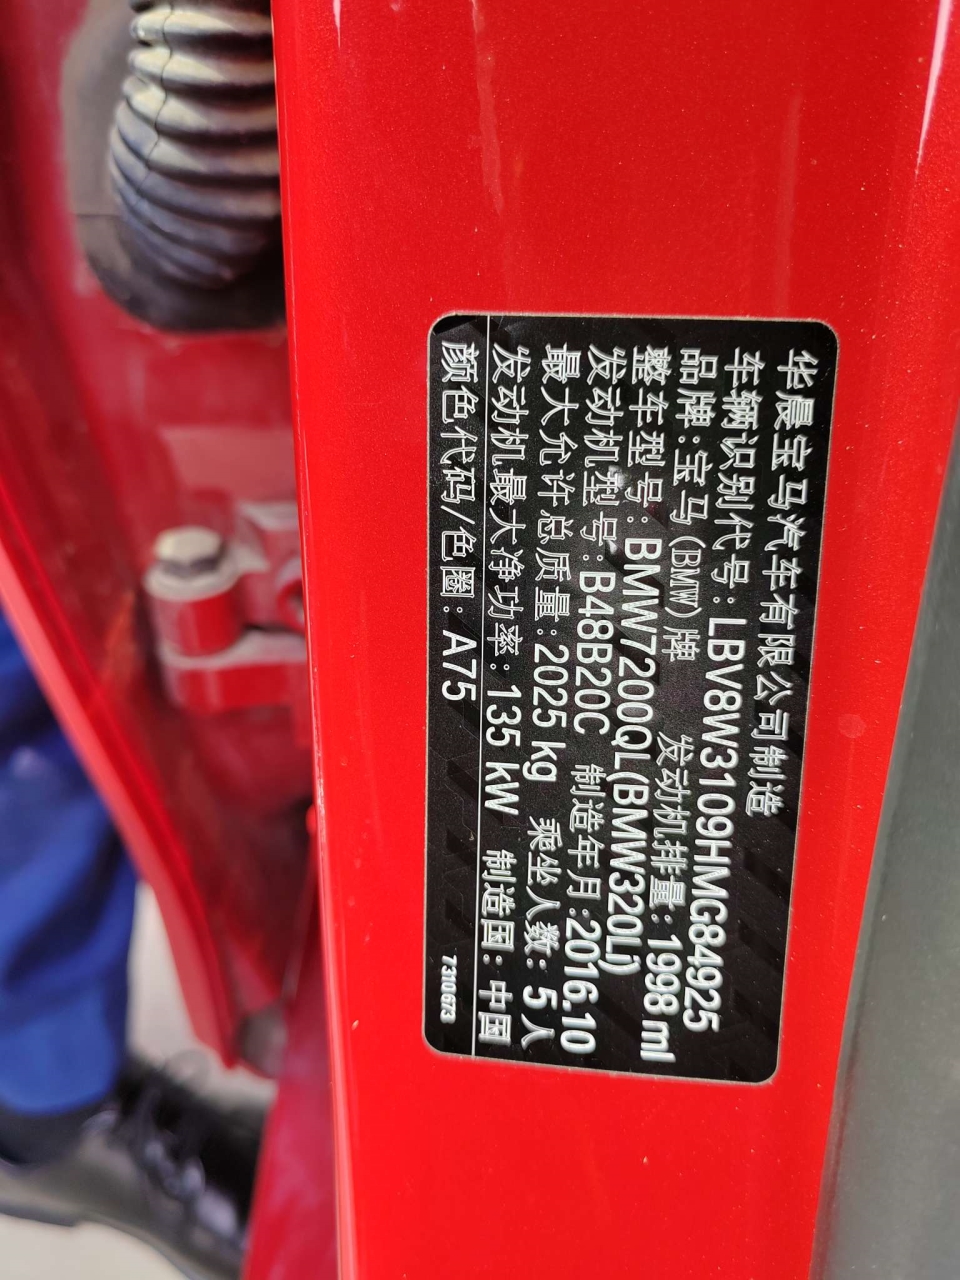 华晨宝马汽车有限公司制造
车辆识别代号：LBV8W3109HMG84925
品牌：宝马(BMW)牌 发动机排量：1998 ml
整车型号：BMW7200QL(BMW320Li)
发动机型号：B48B20C 制造年月：2016.10
最大允许总质量：2025 kg 乘坐人数：5人
发动机最大净功率：135 kW 制造国：中国
颜色代码/色圈：A75 7310673